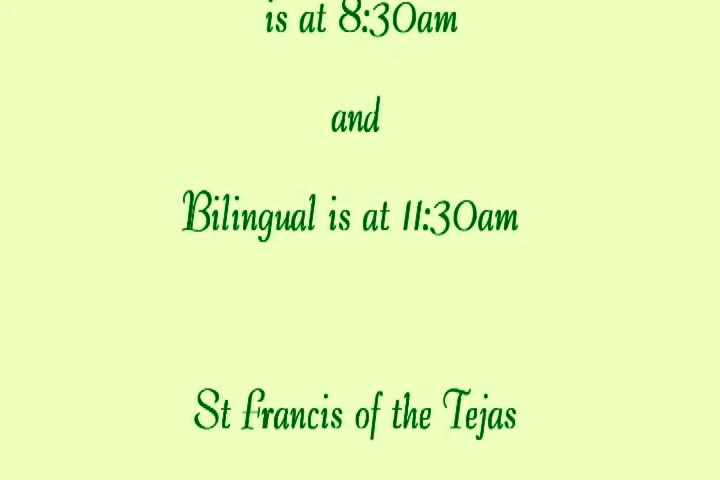 is at 8:30am
and
Bilingual is at 11:30am
St Francis of the Tejas